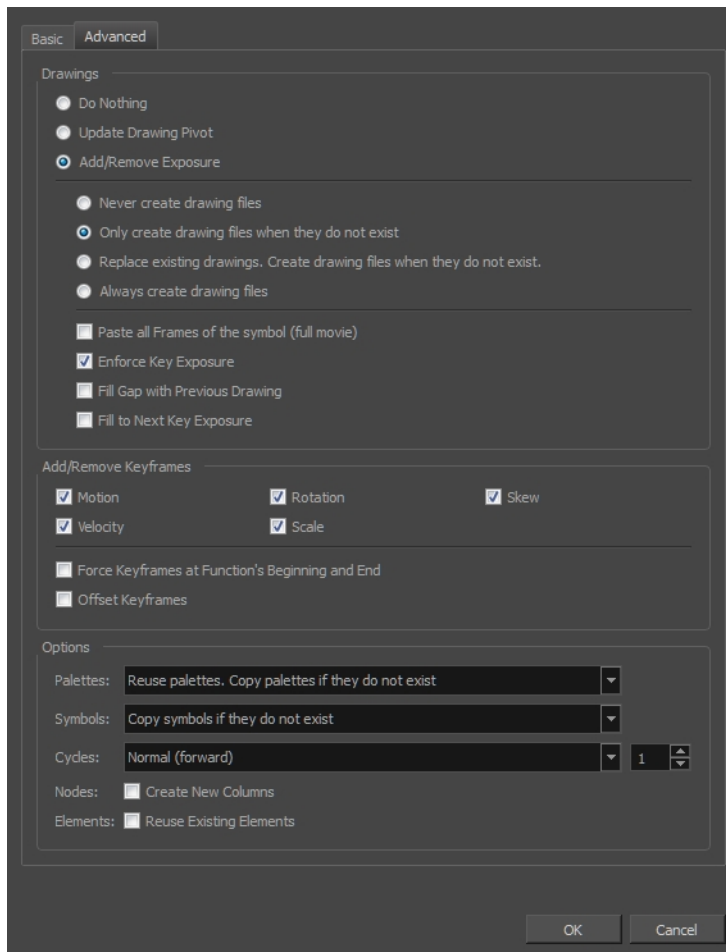 Basic Advanced
Drawings
Do Nothing
Update Drawing Pivot
Add/Remove Exposure
Never create drawing files
Only create drawing files when they do not exist
Replace existing drawings. Create drawing files when they do not exist.
Always create drawing files
Paste all Frames of the symbol (full movie)
Enforce Key Exposure
Fill Gap with Previous Drawing
Fill to Next Key Exposure
Add/Remove Keyframes
Motion Rotation Skew
Velocity Scale
Force Keyframes at Function's Beginning and End
Offset Keyframes
Options
Palettes: Reuse palettes. Copy palettes if they do not exist
Symbols: Copy symbols if they do not exist
Cycles: Normal (forward) 1
Nodes: Create New Columns
Elements: Reuse Existing Elements
OK Cancel